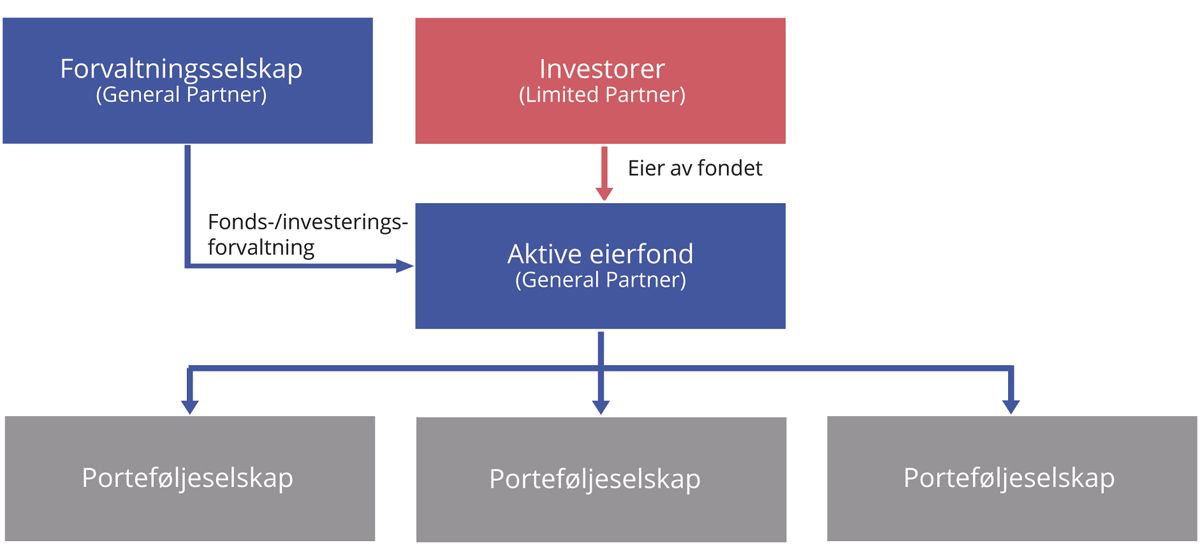 Forvaltningsselskap
(General Partner)
Investorer
(Limited Partner)
Eier av fondet
Fonds-/investerings-
forvaltning
Aktive eierfond
(General Partner)
Porteføljeselskap
Porteføljeselskap
Porteføljeselskap